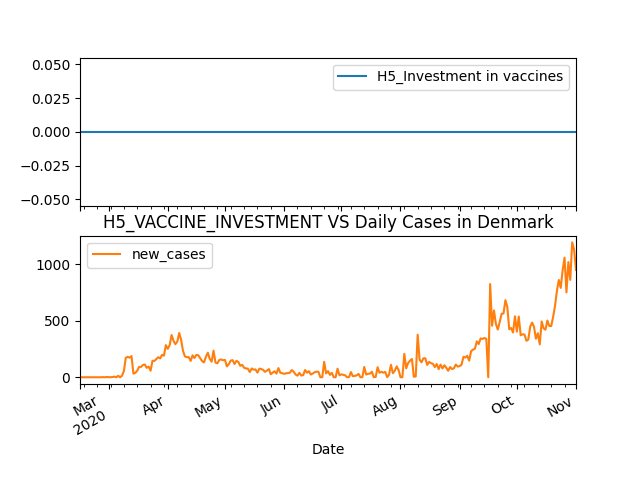 0.050
H5_Investment in vaccines
0.025
0.000
−0.025
−0.050
H5_VACCINE_INVESTMENT VS Daily Cases in Denmark
new_cases
1000
500
0
Mar
2020
Apr
May
Jun
Jul
Aug
Sep
Oct
Nov
Date